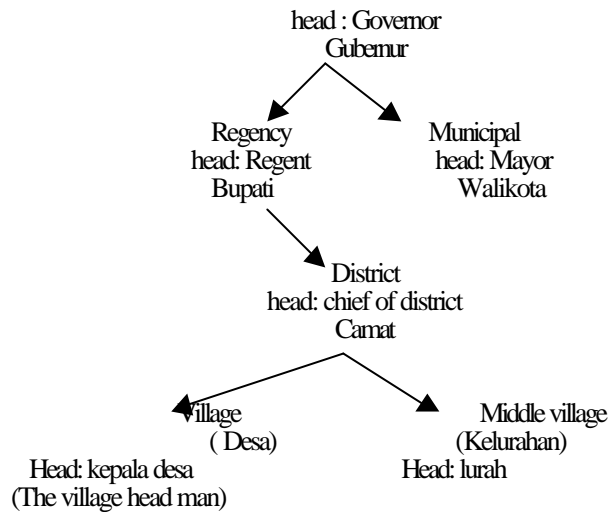 head : Governor
Gubernur
Regency
head: Regent
Bupati
Municipal
head: Mayor
Walikota
District
head: chief of district
Camat
Village
( Desa)
Head: kepala desa
(The village head man)
Middle village
(Kelurahan)
Head: lurah